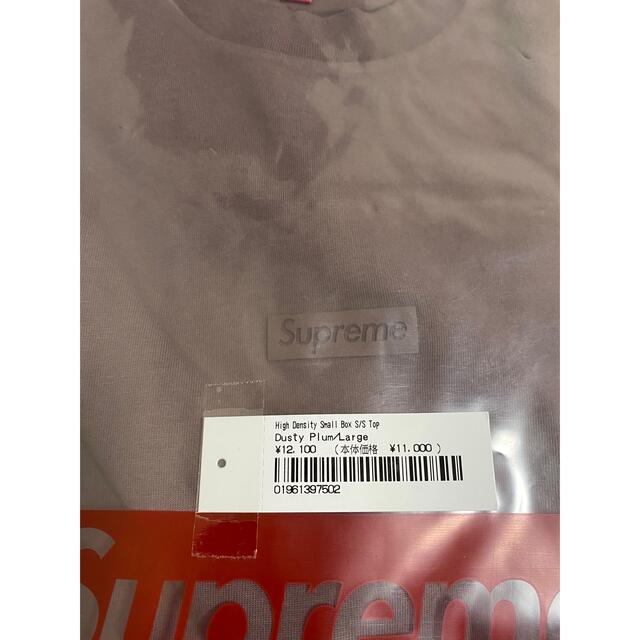 Supreme
High Density Small Box S/S Top
Dusty Plum/Large
¥12,100 (本体価格 ¥11,000 )
01961397502
Supreme